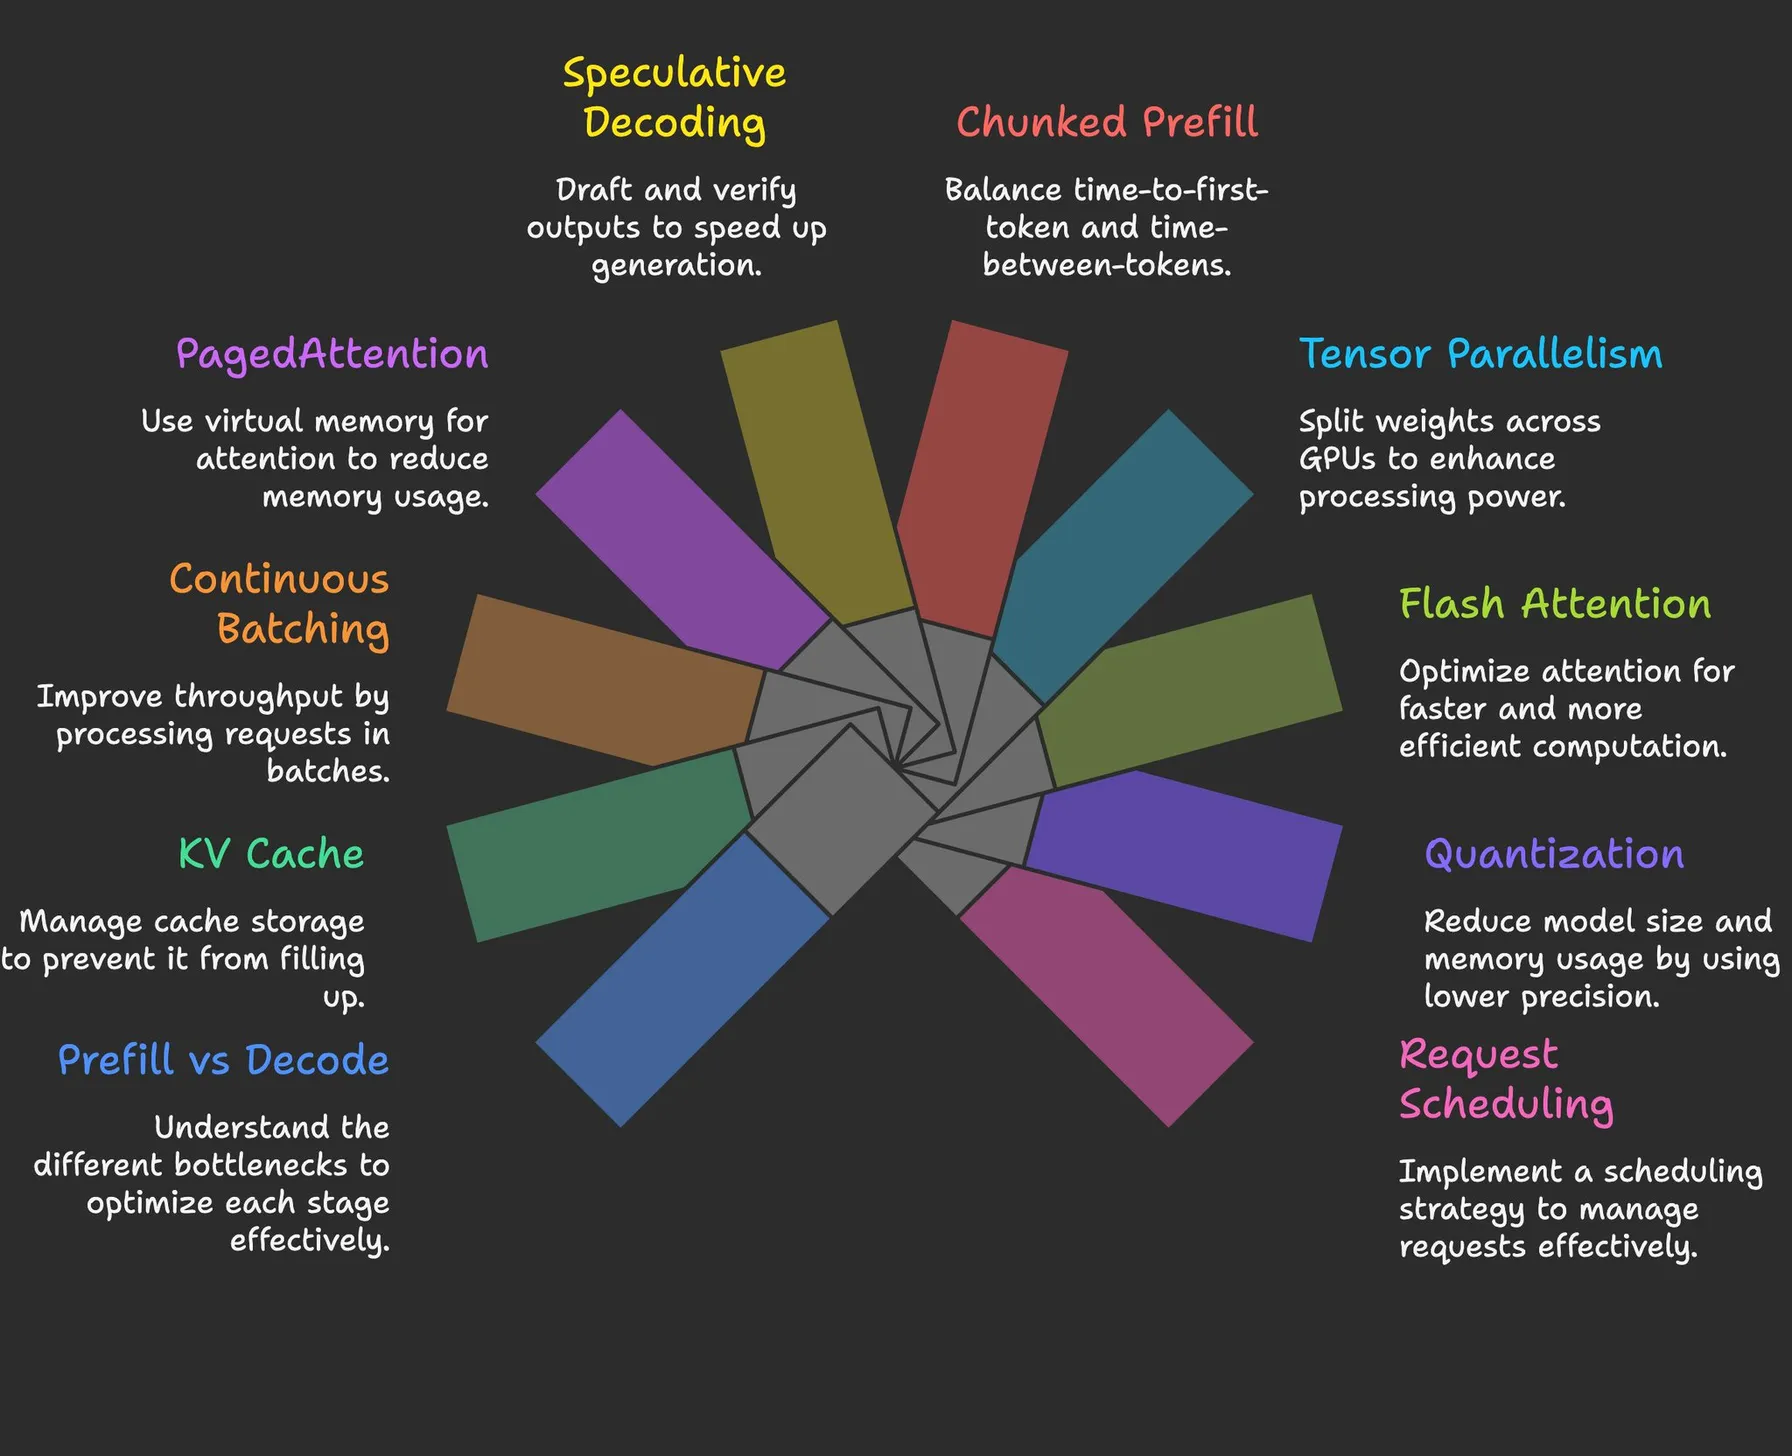 Speculative
Decoding
Draft and verify
outputs to speed up
generation.
Chunked Prefill
Balance time-to-first-
token and time-
between-tokens.
PagedAttention
Use virtual memory for
attention to reduce
memory usage.
Tensor Parallelism
Split weights across
GPUs to enhance
processing power.
Continuous
Batching
Improve throughput by
processing requests in
batches.
Flash Attention
Optimize attention for
faster and more
efficient computation.
KV Cache
Manage cache storage
to prevent it from filling
up.
Quantization
Reduce model size and
memory usage by using
lower precision.
Prefill vs Decode
Understand the
different bottlenecks to
optimize each stage
effectively.
Request
Scheduling
Implement a scheduling
strategy to manage
requests effectively.